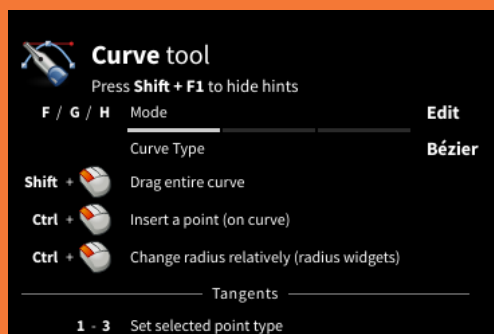 Curve tool
Press Shift + F1 to hide hints
F / G / H Mode Edit
Curve Type Bézier
Shift + Drag entire curve
Ctrl + Insert a point (on curve)
Ctrl + Change radius relatively (radius widgets)
Tangents
1 - 3 Set selected point type